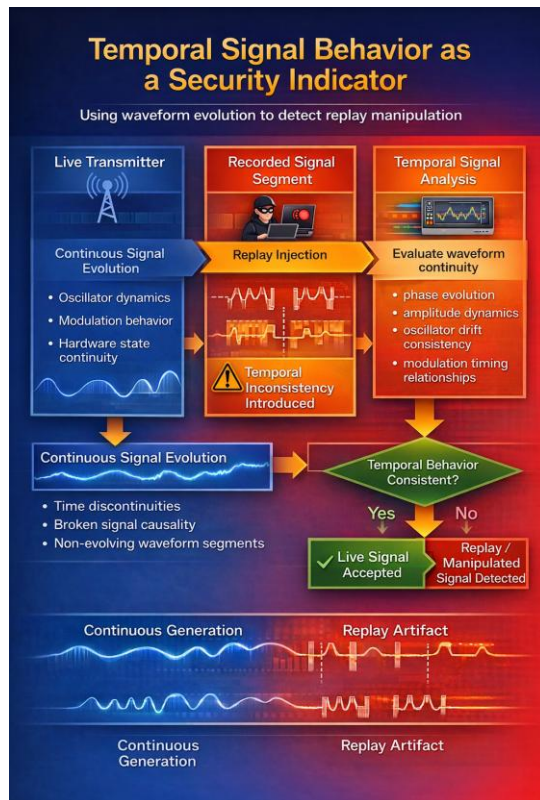 Temporal Signal Behavior as
a Security Indicator
Using waveform evolution to detect replay manipulation
Live Transmitter
Continuous Signal
Evolution
• Oscillator dynamics
• Modulation behavior
• Hardware state
continuity
Recorded Signal
Segment
Replay Injection
Temporal
Inconsistency
Introduced
Temporal Signal
Analysis
Evaluate waveform
continuity
• phase evolution
• amplitude dynamics
• oscillator drift
consistency
• modulation timing
relationships
Continuous Signal Evolution
• Time discontinuities
• Broken signal causality
• Non-evolving waveform segments
Temporal Behavior
Consistent?
Yes
No
Live Signal
Accepted
Replay /
Manipulated
Signal Detected
Continuous Generation
Replay Artifact
Continuous
Generation
Replay Artifact